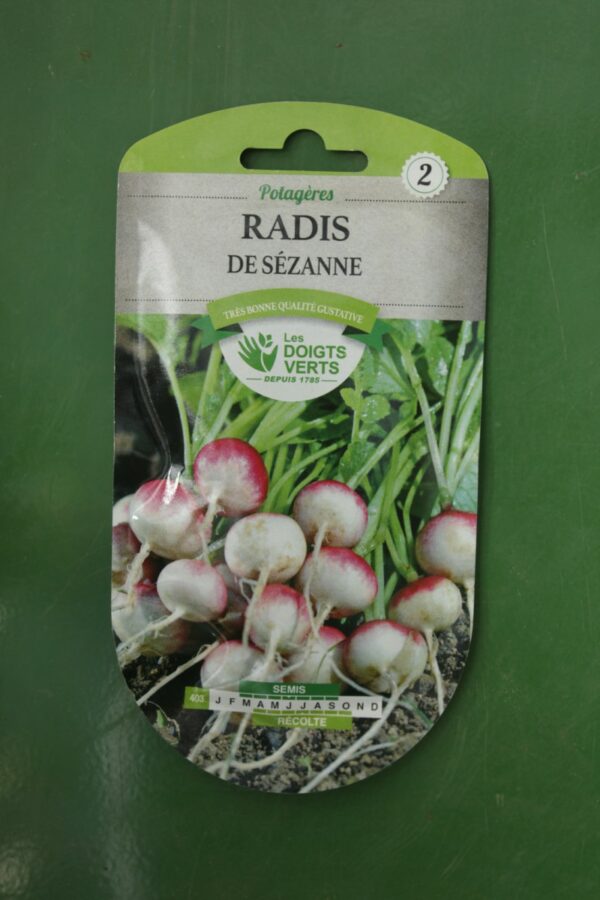 2
Potagères
RADIS
DE SÉZANNE
TRÈS BONNE QUALITÉ GUSTATIVE
Les
DOIGTS
VERTS
DEPUIS 1785
SEMIS
403 J F M A M J J A S O N D
RÉCOLTE